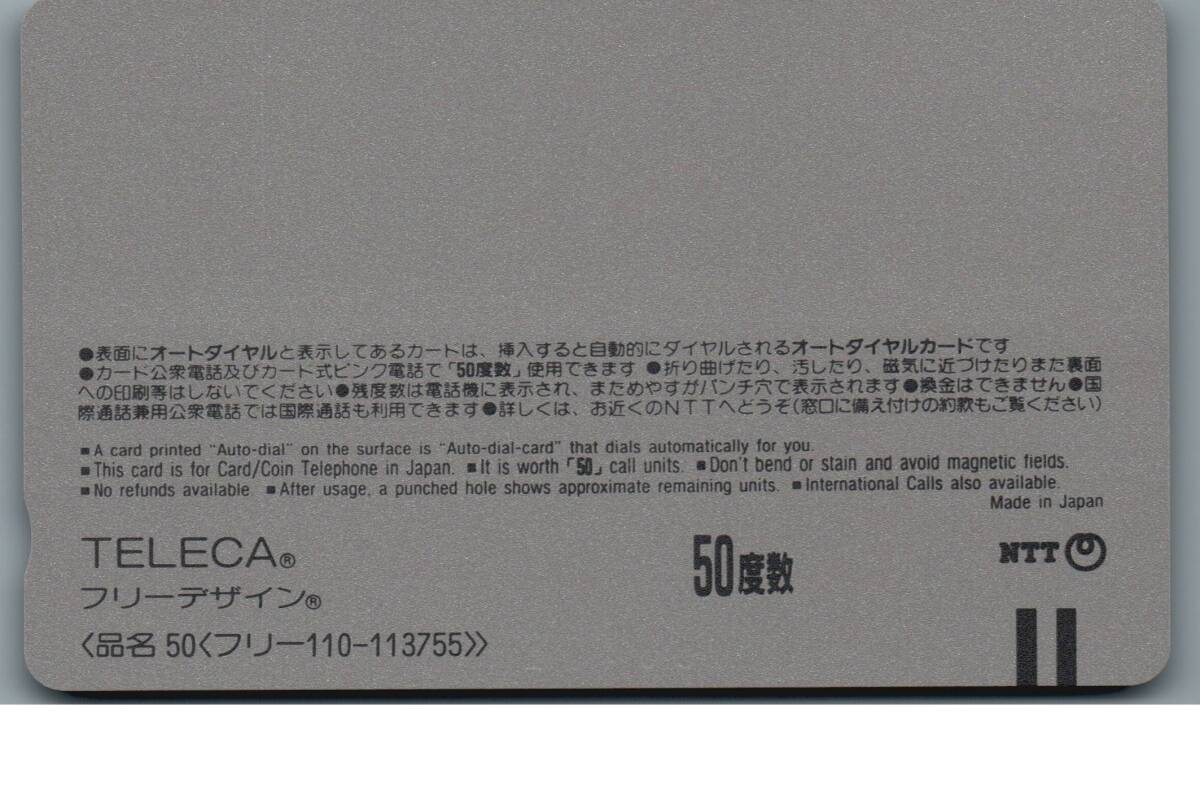 ●表面にオートダイヤルと表示してあるカードは、挿入すると自動的にダイヤルされるオートダイヤルカードです
●カード公衆電話及びカード式ピンク電話で「50度数」使用できます ●折り曲げたり、汚したり、磁気に近づけたりまた裏面
への印刷等はしないでください●残度数は電話機に表示され、まためやすがパンチ穴で表示されます●換金はできません●国
際通話兼用公衆電話では国際通話も利用できます●詳しくは、お近くのNTTへどうぞ(窓口に備え付けの約款もご覧ください)
■A card printed “Auto-dial” on the surface is “Auto-dial-card” that dials automatically for you.
■This card is for Card/Coin Telephone in Japan. ■It is worth「50」call units. ■Don't bend or stain and avoid magnetic fields.
■No refunds available. ■After usage, a punched hole shows approximate remaining units. ■International Calls also available.
Made in Japan
TELECA®
フリーデザイン®
50度数
NTT
〈品名 50〈フリー110-113755〉〉